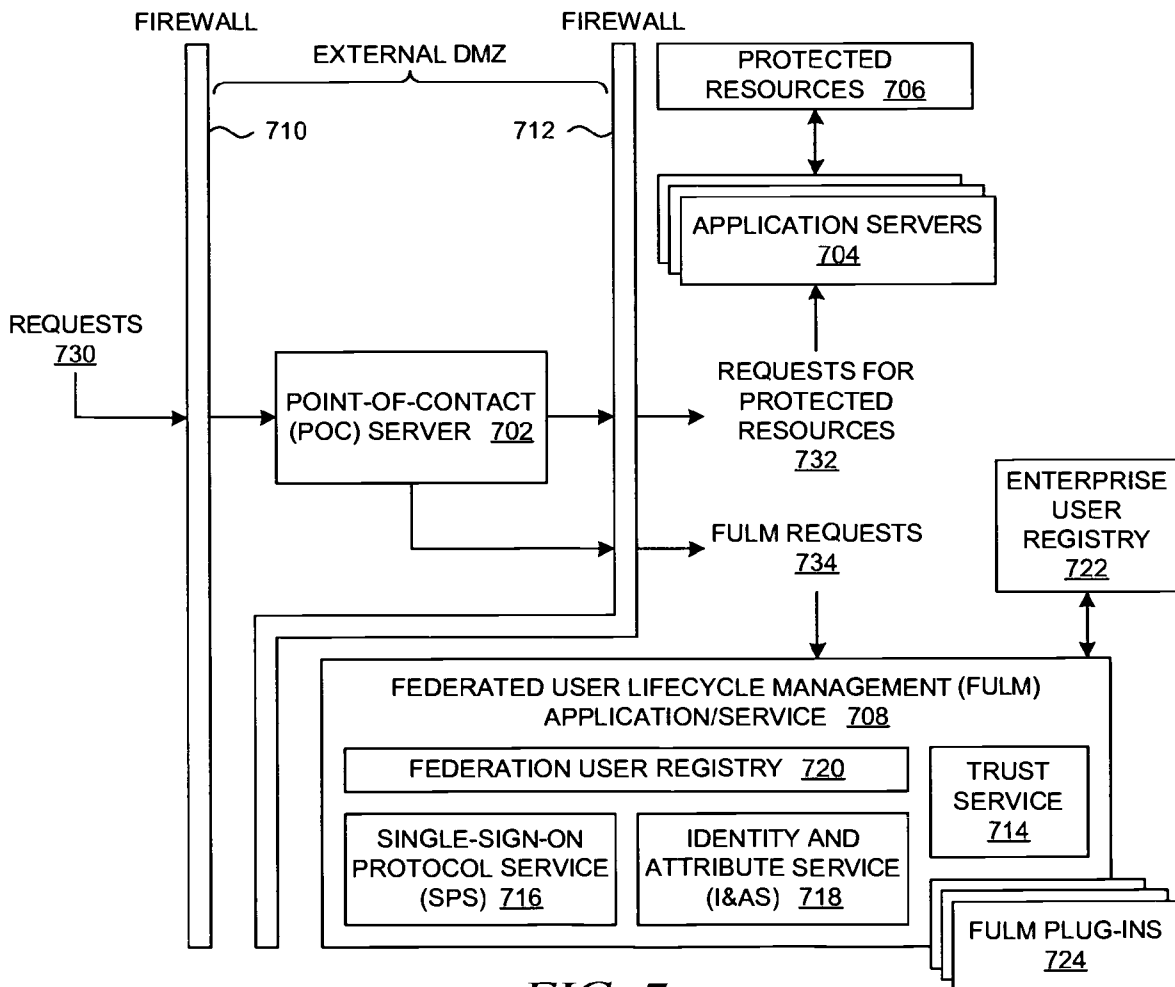 FIREWALL
FIREWALL
EXTERNAL DMZ
710
712
PROTECTED
RESOURCES 706
APPLICATION SERVERS
704
REQUESTS
730
POINT-OF-CONTACT
(POC) SERVER 702
REQUESTS FOR
PROTECTED
RESOURCES
732
FULM REQUESTS
734
ENTERPRISE
USER
REGISTRY
722
FEDERATED USER LIFECYCLE MANAGEMENT (FULM)
APPLICATION/SERVICE 708
FEDERATION USER REGISTRY 720
TRUST
SERVICE
714
SINGLE-SIGN-ON
PROTOCOL SERVICE
(SPS) 716
IDENTITY AND
ATTRIBUTE SERVICE
(I&AS) 718
FULM PLUG-INS
724